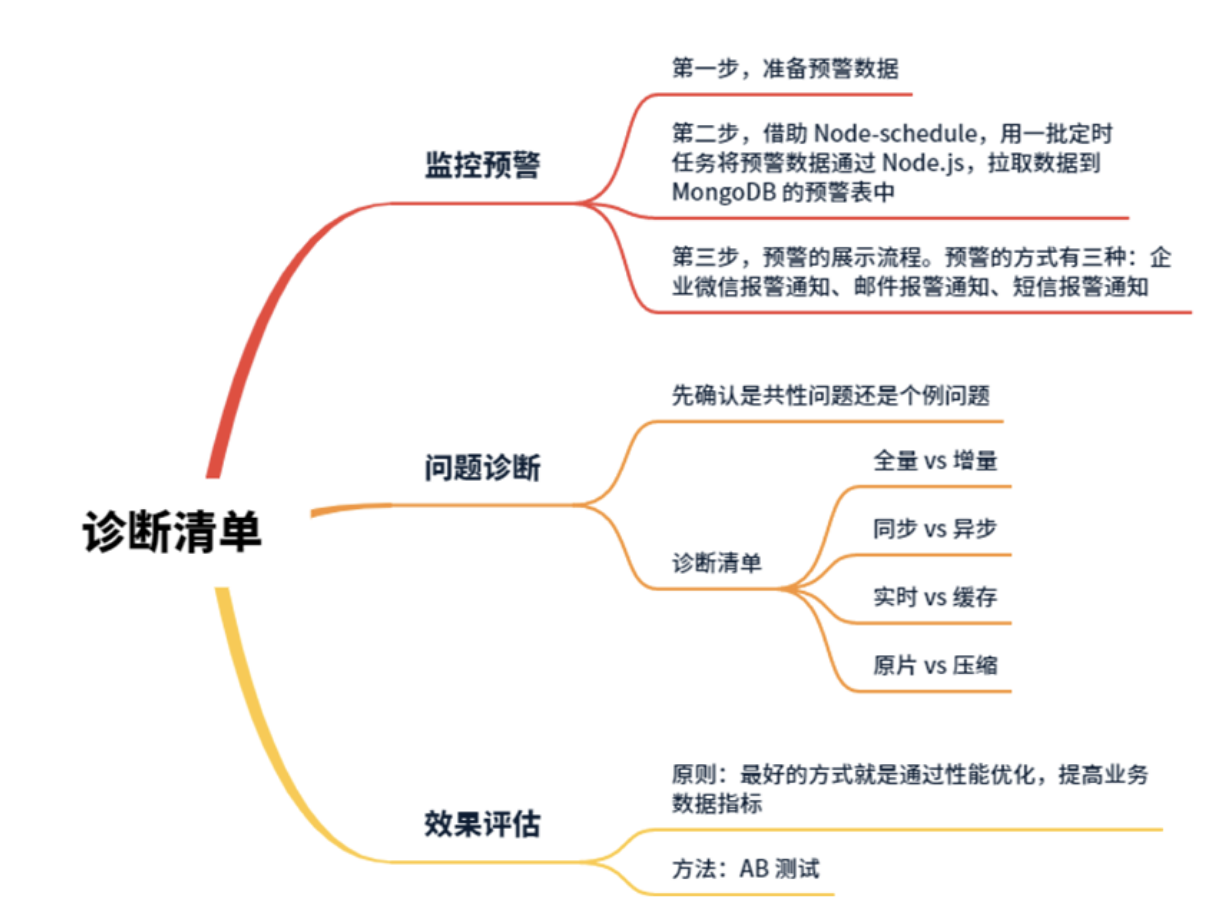 诊断清单
监控预警
第一步，准备预警数据
第二步，借助 Node-schedule，用一批定时
任务将预警数据通过 Node.js，拉取数据到
MongoDB 的预警表中
第三步，预警的展示流程。预警的方式有三种：企
业微信报警通知、邮件报警通知、短信报警通知
问题诊断
先确认是共性问题还是个例问题
诊断清单
全量 vs 增量
同步 vs 异步
实时 vs 缓存
原片 vs 压缩
效果评估
原则：最好的方式就是通过性能优化，提高业务
数据指标
方法：AB 测试